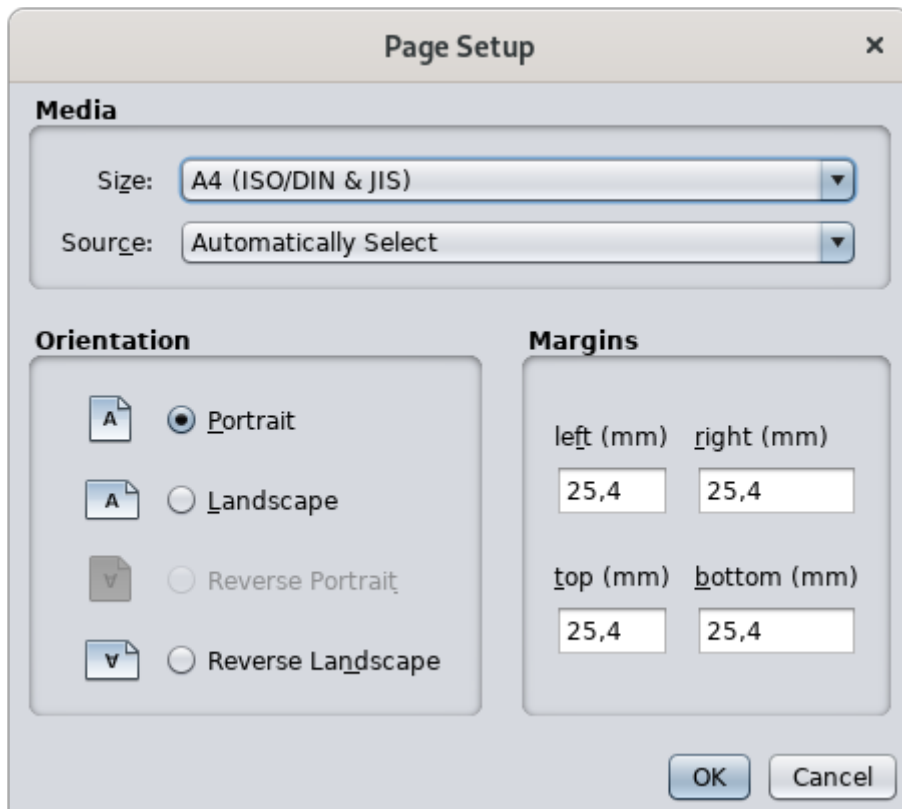 Page Setup
Media
Size: A4 (ISO/DIN & JIS)
Source: Automatically Select
Orientation
A Portrait
A Landscape
A Reverse Portrait
A Reverse Landscape
Margins
left (mm) right (mm)
25,4 25,4
top (mm) bottom (mm)
25,4 25,4
OK Cancel